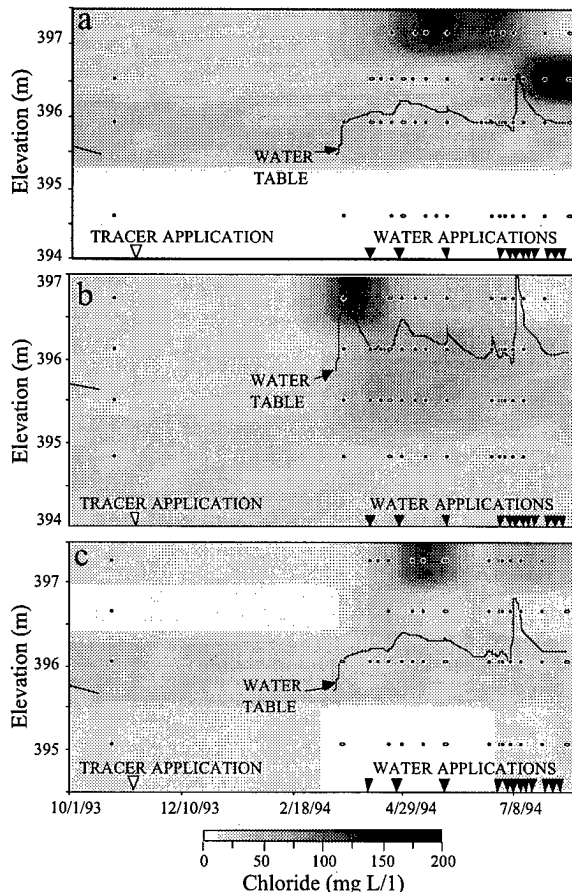 a
397
396
395
394
Elevation (m)
WATER
TABLE
TRACER APPLICATION
WATER APPLICATIONS
b
397
396
395
394
Elevation (m)
WATER
TABLE
TRACER APPLICATION
WATER APPLICATIONS
c
397
396
395
Elevation (m)
WATER
TABLE
TRACER APPLICATION
WATER APPLICATIONS
10/1/93 12/10/93 2/18/94 4/29/94 7/8/94
0 50 100 150 200
Chloride (mg L/1)